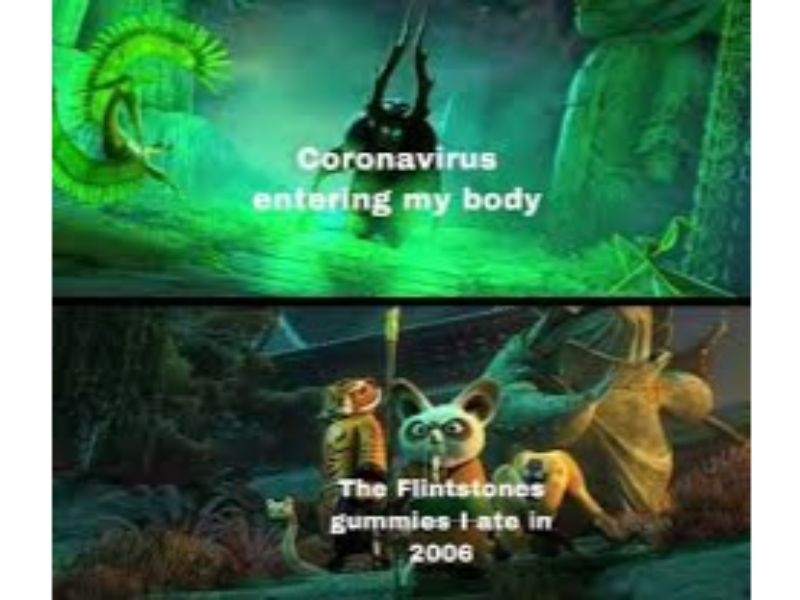 Coronavirus
entering my body
The Flintstones
gummies I ate in
2006